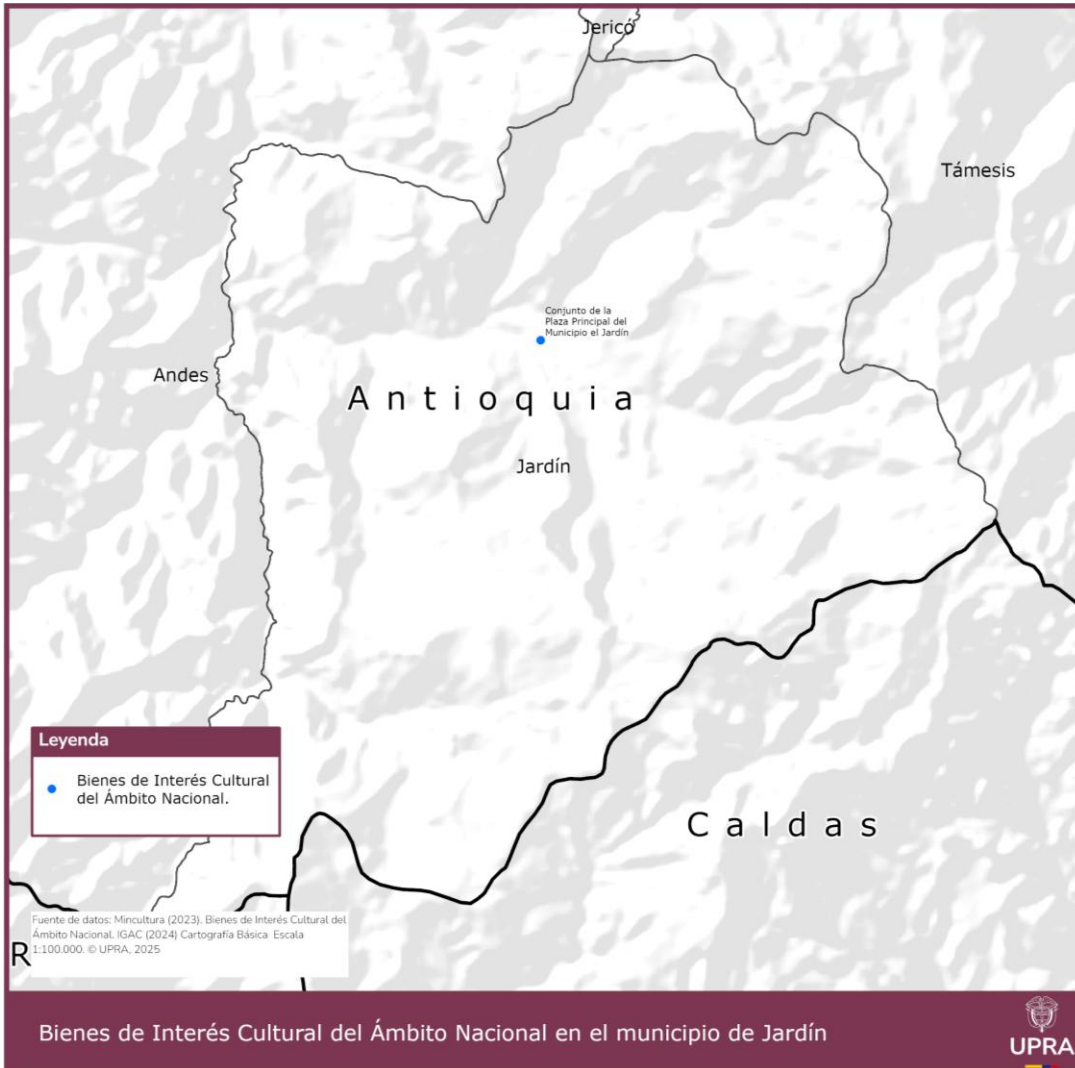 Jericó
Támesis
Conjunto de la
Plaza Principal del
Municipio el Jardín
Andes
Antioquia
Jardín
Leyenda
Bienes de Interés Cultural
del Ámbito Nacional.
Caldas
Fuente de datos: Mincultura (2023). Bienes de Interés Cultural del
Ámbito Nacional. IGAC (2024) Cartografía Básica Escala
1:100.000. © UPRA, 2025
R
Bienes de Interés Cultural del Ámbito Nacional en el municipio de Jardín
UPRA